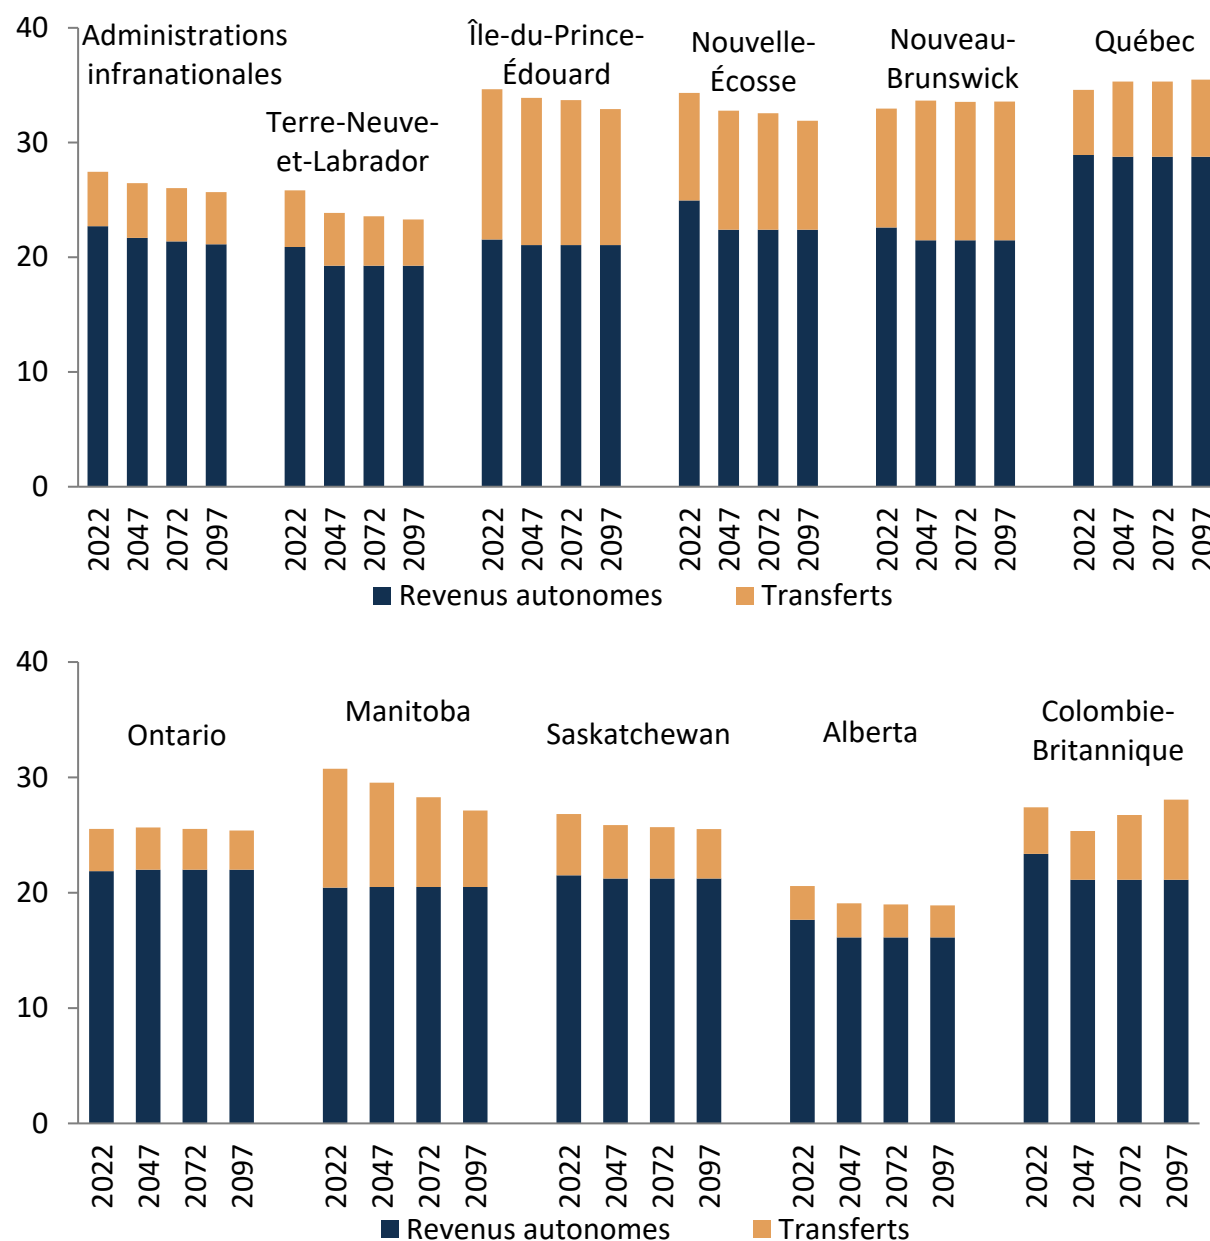 40
30
20
10
0
Administrations
infranationales
Terre-Neuve-
et-Labrador
Île-du-Prince-
Édouard
Nouvelle-
Écosse
Nouveau-
Brunswick
Québec
2022 2047 2072 2097 2022 2047 2072 2097 2022 2047 2072 2097 2022 2047 2072 2097 2022 2047 2072 2097 2022 2047 2072 2097
Revenus autonomes Transferts
40
30
20
10
0
Ontario
Manitoba
Saskatchewan
Alberta
Colombie-
Britannique
2022 2047 2072 2097 2022 2047 2072 2097 2022 2047 2072 2097 2022 2047 2072 2097 2022 2047 2072 2097
Revenus autonomes Transferts